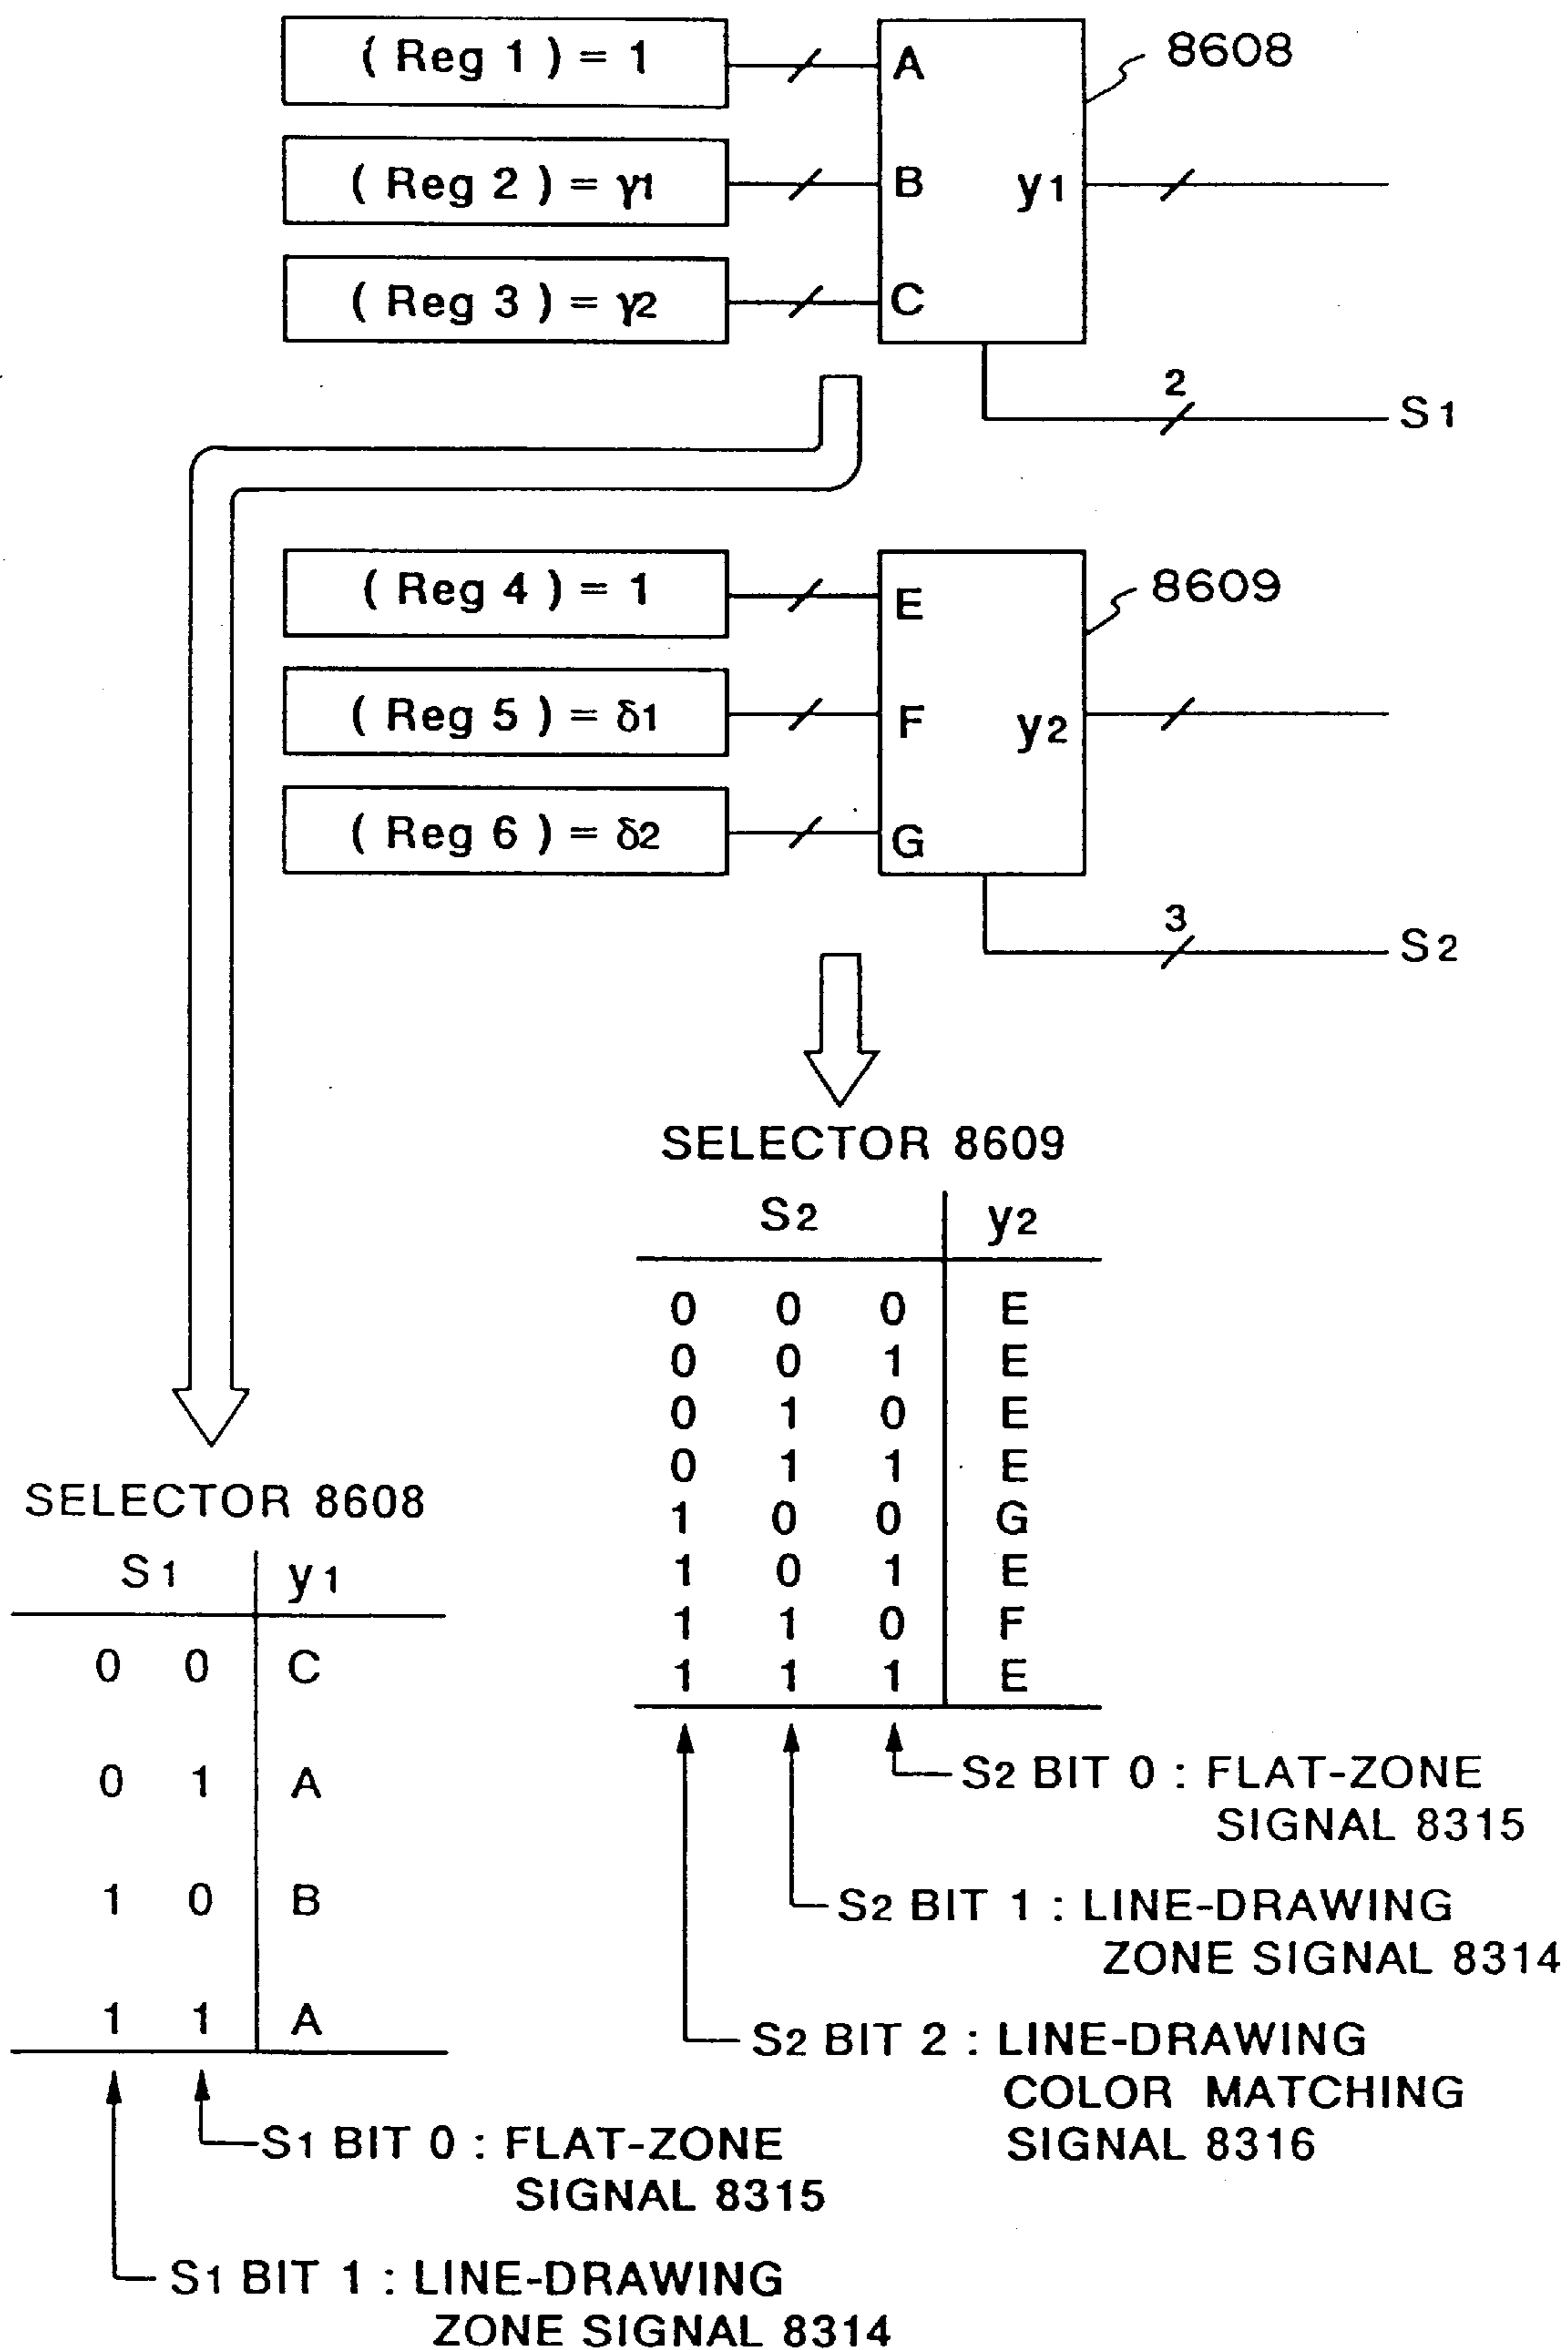 ( Reg 1 ) = 1
A
8608
( Reg 2 ) = γ1
B
y1
( Reg 3 ) = γ2
C
2
S1
( Reg 4 ) = 1
E
8609
( Reg 5 ) = δ1
F
y2
( Reg 6 ) = δ2
G
3
S2
SELECTOR 8609
S2 y2
0 0 0 E
0 0 1 E
0 1 0 E
0 1 1 E
1 0 0 G
1 0 1 E
1 1 0 F
1 1 1 E
S2 BIT 0 : FLAT-ZONE
SIGNAL 8315
S2 BIT 1 : LINE-DRAWING
ZONE SIGNAL 8314
S2 BIT 2 : LINE-DRAWING
COLOR MATCHING
SIGNAL 8316
SELECTOR 8608
S1 y1
0 0 C
0 1 A
1 0 B
1 1 A
S1 BIT 0 : FLAT-ZONE
SIGNAL 8315
S1 BIT 1 : LINE-DRAWING
ZONE SIGNAL 8314